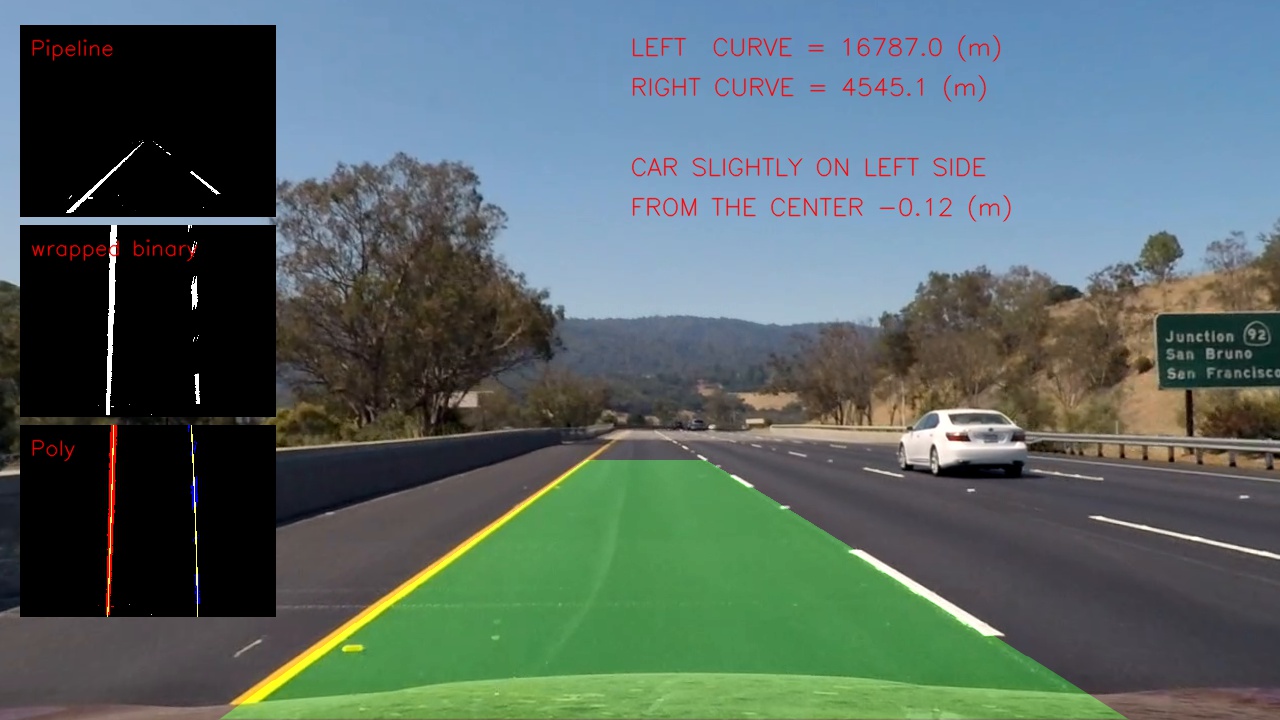 Pipeline
wrapped binary
Poly
LEFT  CURVE = 16787.0 (m)
RIGHT CURVE = 4545.1 (m)
CAR SLIGHTLY ON LEFT SIDE
FROM THE CENTER -0.12 (m)
Junction 92
San Bruno
San Francisco